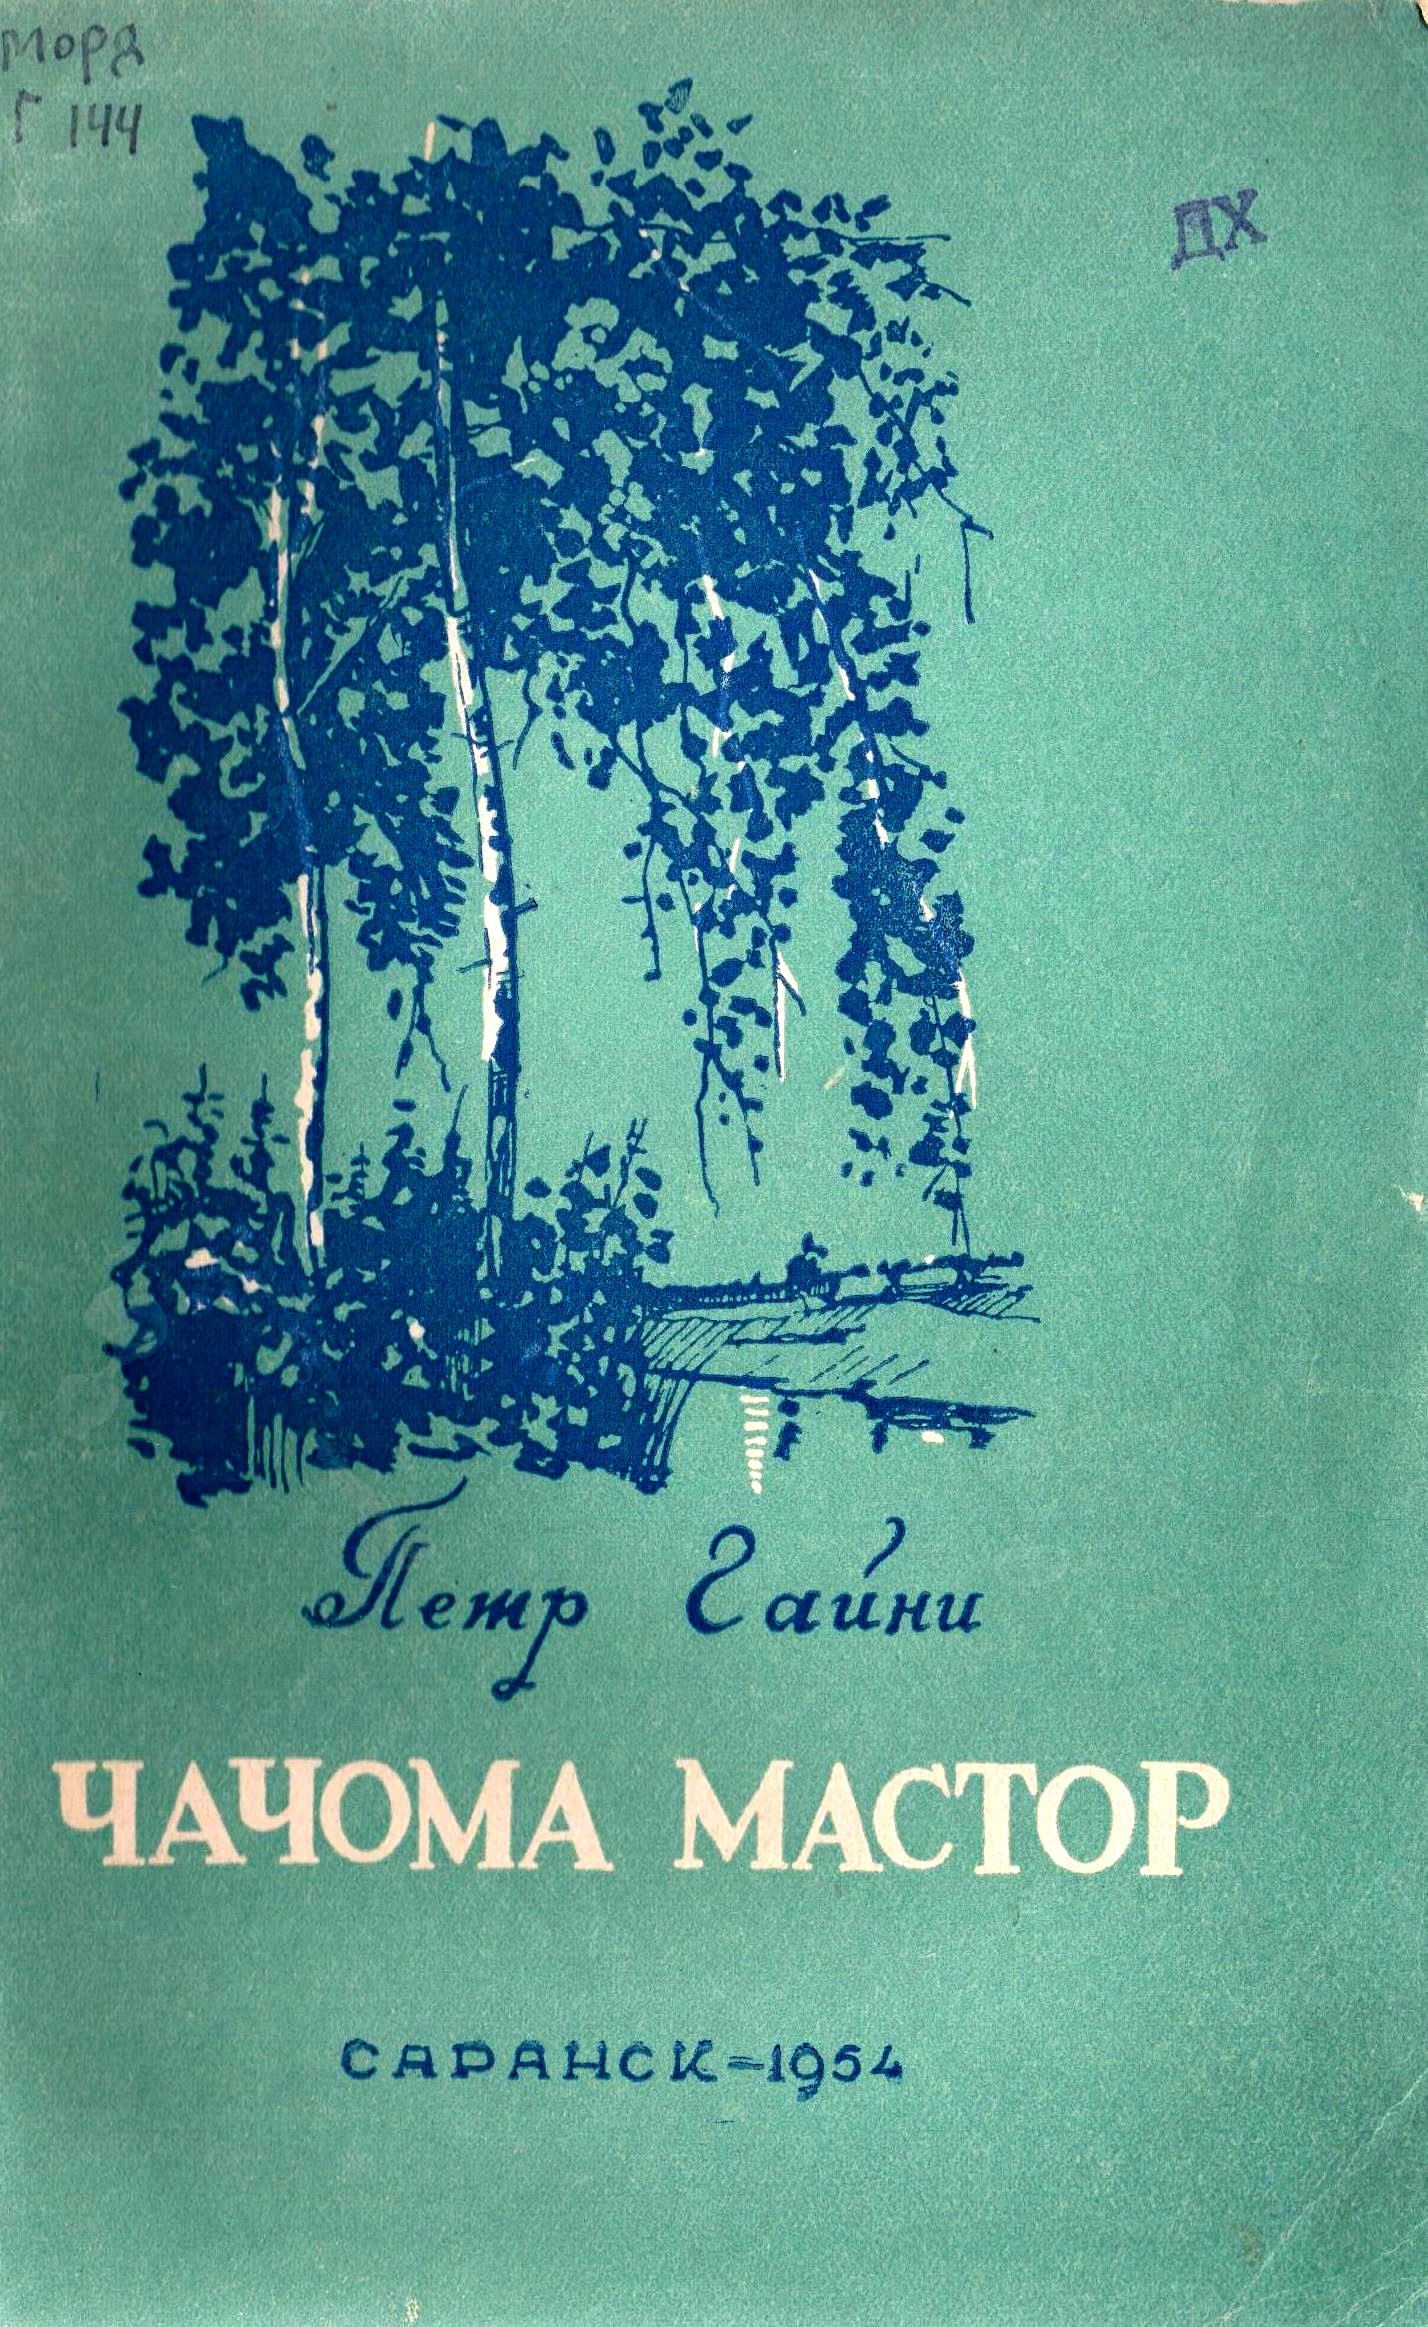 Морд
Г 144
ДХ
Петр Гайни
ЧАЧОМА МАСТОР
САРАНСК=1954